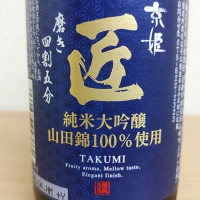 京姫
匠
磨き
四割五分
純米大吟醸
山田錦100%使用
TAKUMI
Fruity aroma, Mellow taste,
Elegant finish.